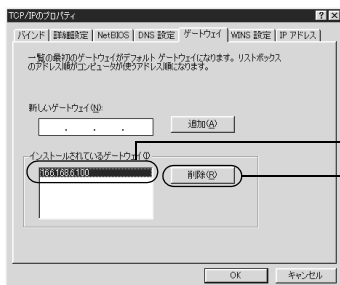 TCP/IPのプロパティ
バインド 詳細設定 NetBIOS DNS 設定 ゲートウェイ WINS 設定 IP アドレス
一覧の最初のゲートウェイがデフォルト ゲートウェイになります。リストボックス
のアドレス順がコンピュータが使うアドレス順になります。
新しいゲートウェイ(N):
追加(A)
インストールされているゲートウェイ(I)
166.168.6.100
削除(R)
OK キャンセル